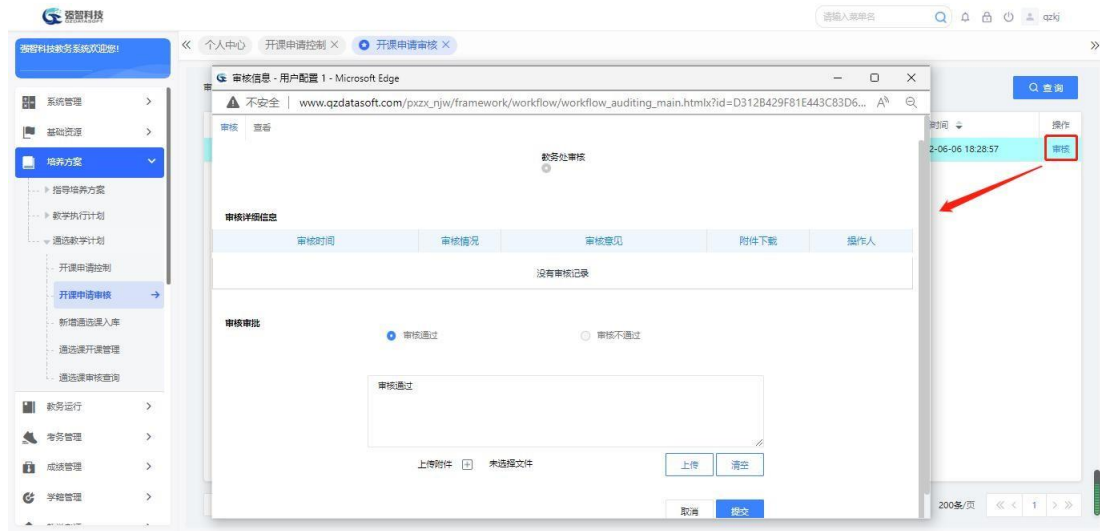 强智科技
QZDATASOFT
请输入菜单名
qzkj
强智科技教务系统欢迎您!
个人中心
开课申请控制
开课申请审核
系统管理
基础资源
培养方案
指导培养方案
教学执行计划
通选教学计划
开课申请控制
开课申请审核
新增通选课入库
通选课开课管理
通选课审核查询
教务运行
考务管理
成绩管理
学籍管理
查询
时间
操作
2-06-06 18:28:57
审核
审核信息 - 用户配置 1 - Microsoft Edge
不安全
www.qzdatasoft.com/pxzx_njw/framework/workflow/workflow_auditing_main.htmlx?id=D312B429F81E443C83D6...
审核 查看
教务处审核
审核详细信息
审核时间 审核情况 审核意见 附件下载 操作人
没有审核记录
审核审批
审核通过
审核不通过
审核通过
上传附件 未选择文件
上传 清空
取消 提交
200条/页
1